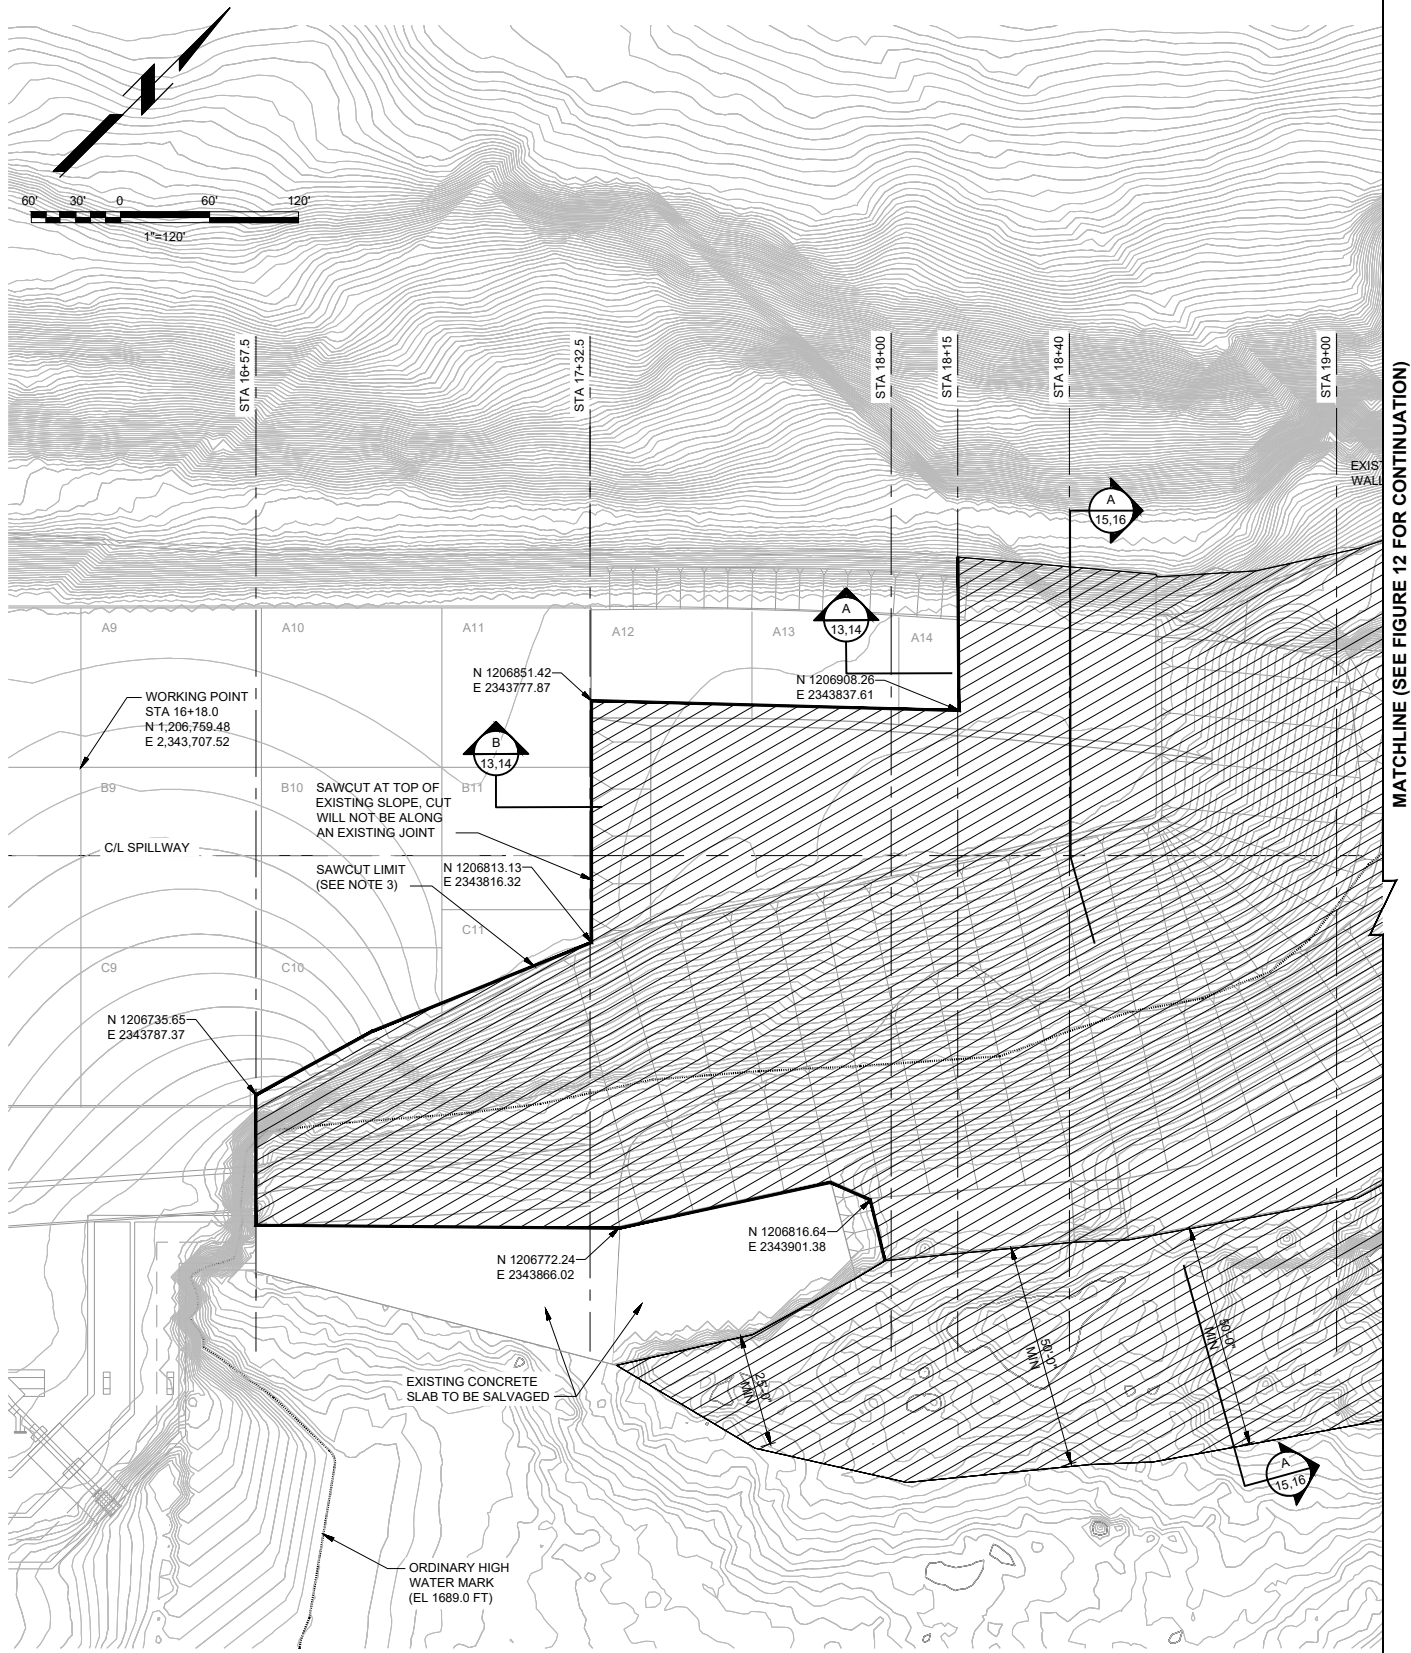 60' 30' 0 60' 120'
1"=120'
STA 16+57.5
STA 17+32.5
STA 18+00
STA 18+15
STA 18+40
STA 19+00
MATCHLINE (SEE FIGURE 12 FOR CONTINUATION)
EXIST
WALL
A
15,16
A
13,14
A9
A10
A11
A12
A13
A14
N 1206851.42
E 2343777.87
N 1206908.26
E 2343837.61
WORKING POINT
STA 16+18.0
N 1,206,759.48
E 2,343,707.52
B
13,14
B9
B10
B11
SAWCUT AT TOP OF
EXISTING SLOPE, CUT
WILL NOT BE ALONG
AN EXISTING JOINT
C/L SPILLWAY
SAWCUT LIMIT
(SEE NOTE 3)
N 1206813.13
E 2343816.32
C11
C9
C10
N 1206735.65
E 2343787.37
N 1206816.64
E 2343901.38
N 1206772.24
E 2343866.02
50'-0"
MIN
50'-0"
MIN
25'-0"
MIN
EXISTING CONCRETE
SLAB TO BE SALVAGED
A
15,16
ORDINARY HIGH
WATER MARK
(EL 1689.0 FT)